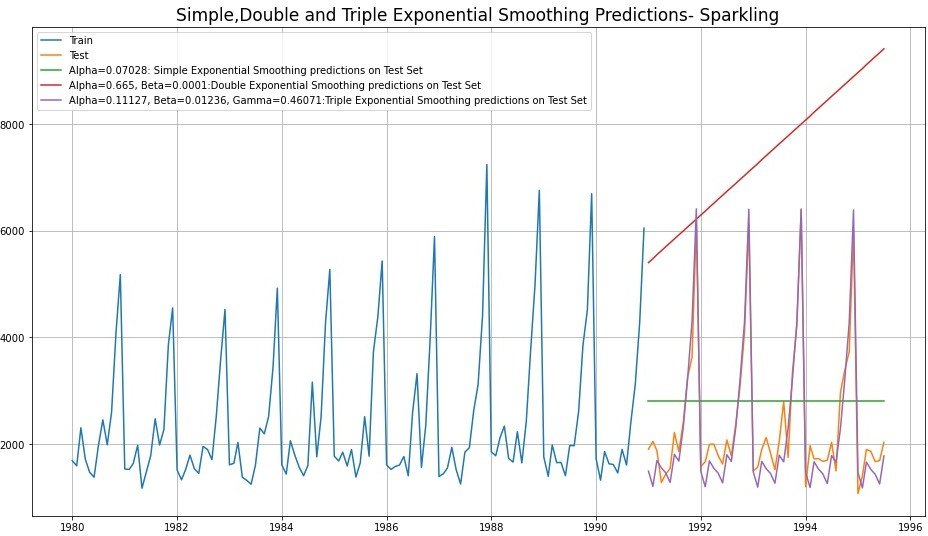 Simple,Double and Triple Exponential Smoothing Predictions- Sparkling
Train
Test
Alpha=0.07028: Simple Exponential Smoothing predictions on Test Set
Alpha=0.665, Beta=0.0001:Double Exponential Smoothing predictions on Test Set
Alpha=0.11127, Beta=0.01236, Gamma=0.46071:Triple Exponential Smoothing predictions on Test Set
8000
6000
4000
2000
1980 1982 1984 1986 1988 1990 1992 1994 1996